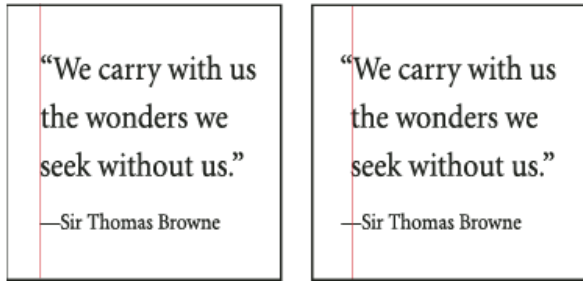 “We carry with us
the wonders we
seek without us.”
—Sir Thomas Browne
“We carry with us
the wonders we
seek without us.”
—Sir Thomas Browne